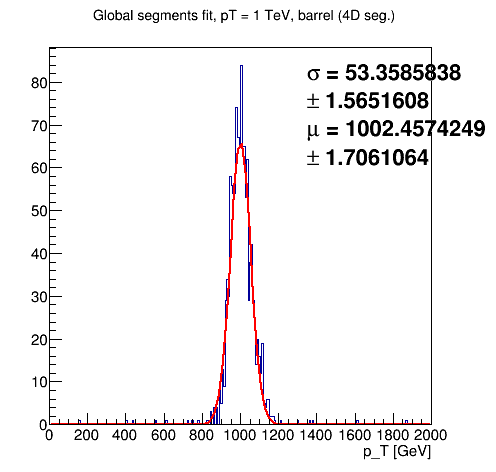 Global segments fit, pT = 1 TeV, barrel (4D seg.)
σ = 53.3585838
± 1.5651608
μ = 1002.4574249
± 1.7061064
80
70
60
50
40
30
20
10
0
0 200 400 600 800 1000 1200 1400 1600 1800 2000
p_T [GeV]